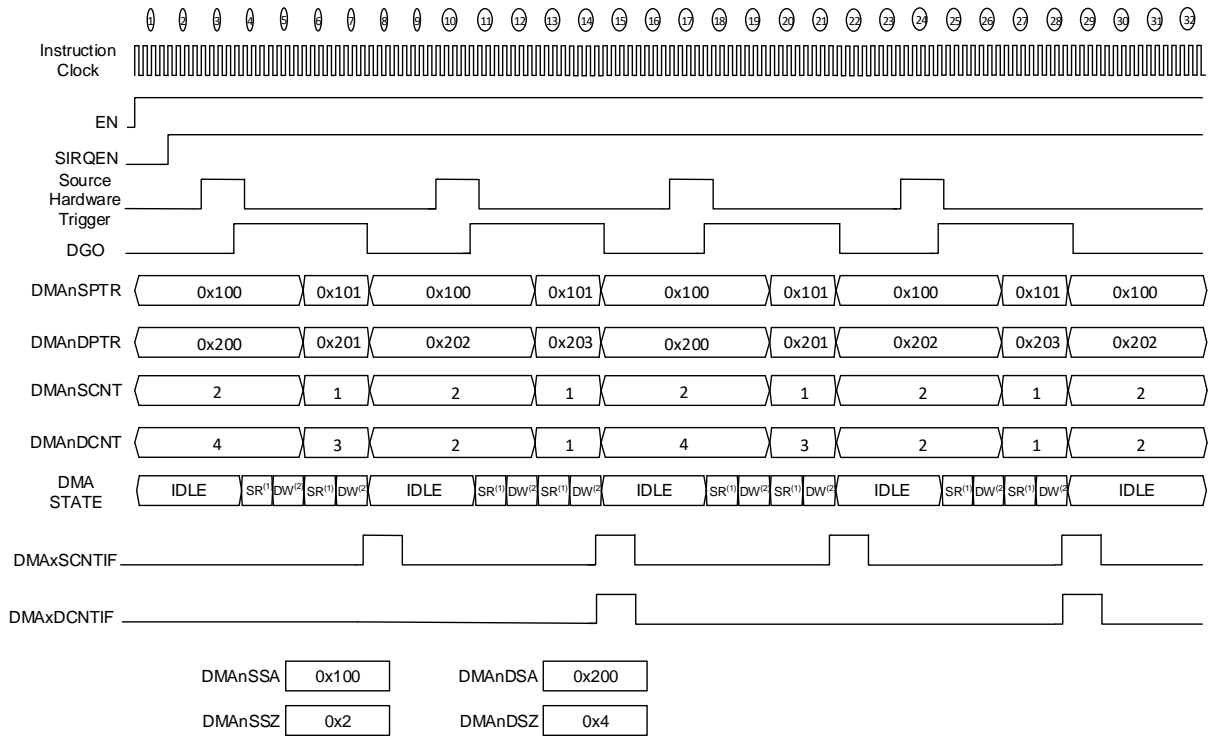 1 2 3 4 5 6 7 8 9 10 11 12 13 14 15 16 17 18 19 20 21 22 23 24 25 26 27 28 29 30 31 32
Instruction
Clock
EN
SIRQEN
Source
Hardware
Trigger
DGO
DMAnSPTR 0x100 0x101 0x100 0x101 0x100 0x101 0x100 0x101 0x100
DMAnDPTR 0x200 0x201 0x202 0x203 0x200 0x201 0x202 0x203 0x202
DMAnSCNT 2 1 2 1 2 1 2 1 2
DMAnDCNT 4 3 2 1 4 3 2 1 2
DMA
STATE
IDLE SR(1) DW(2) SR(1) DW(2) IDLE SR(1) DW(2) SR(1) DW(2) IDLE SR(1) DW(2) SR(1) DW(2) IDLE SR(1) DW(2) SR(1) DW(2) IDLE
DMAxSCNTIF
DMAxDCNTIF
DMAnSSA 0x100 DMAnDSA 0x200
DMAnSSZ 0x2 DMAnDSZ 0x4